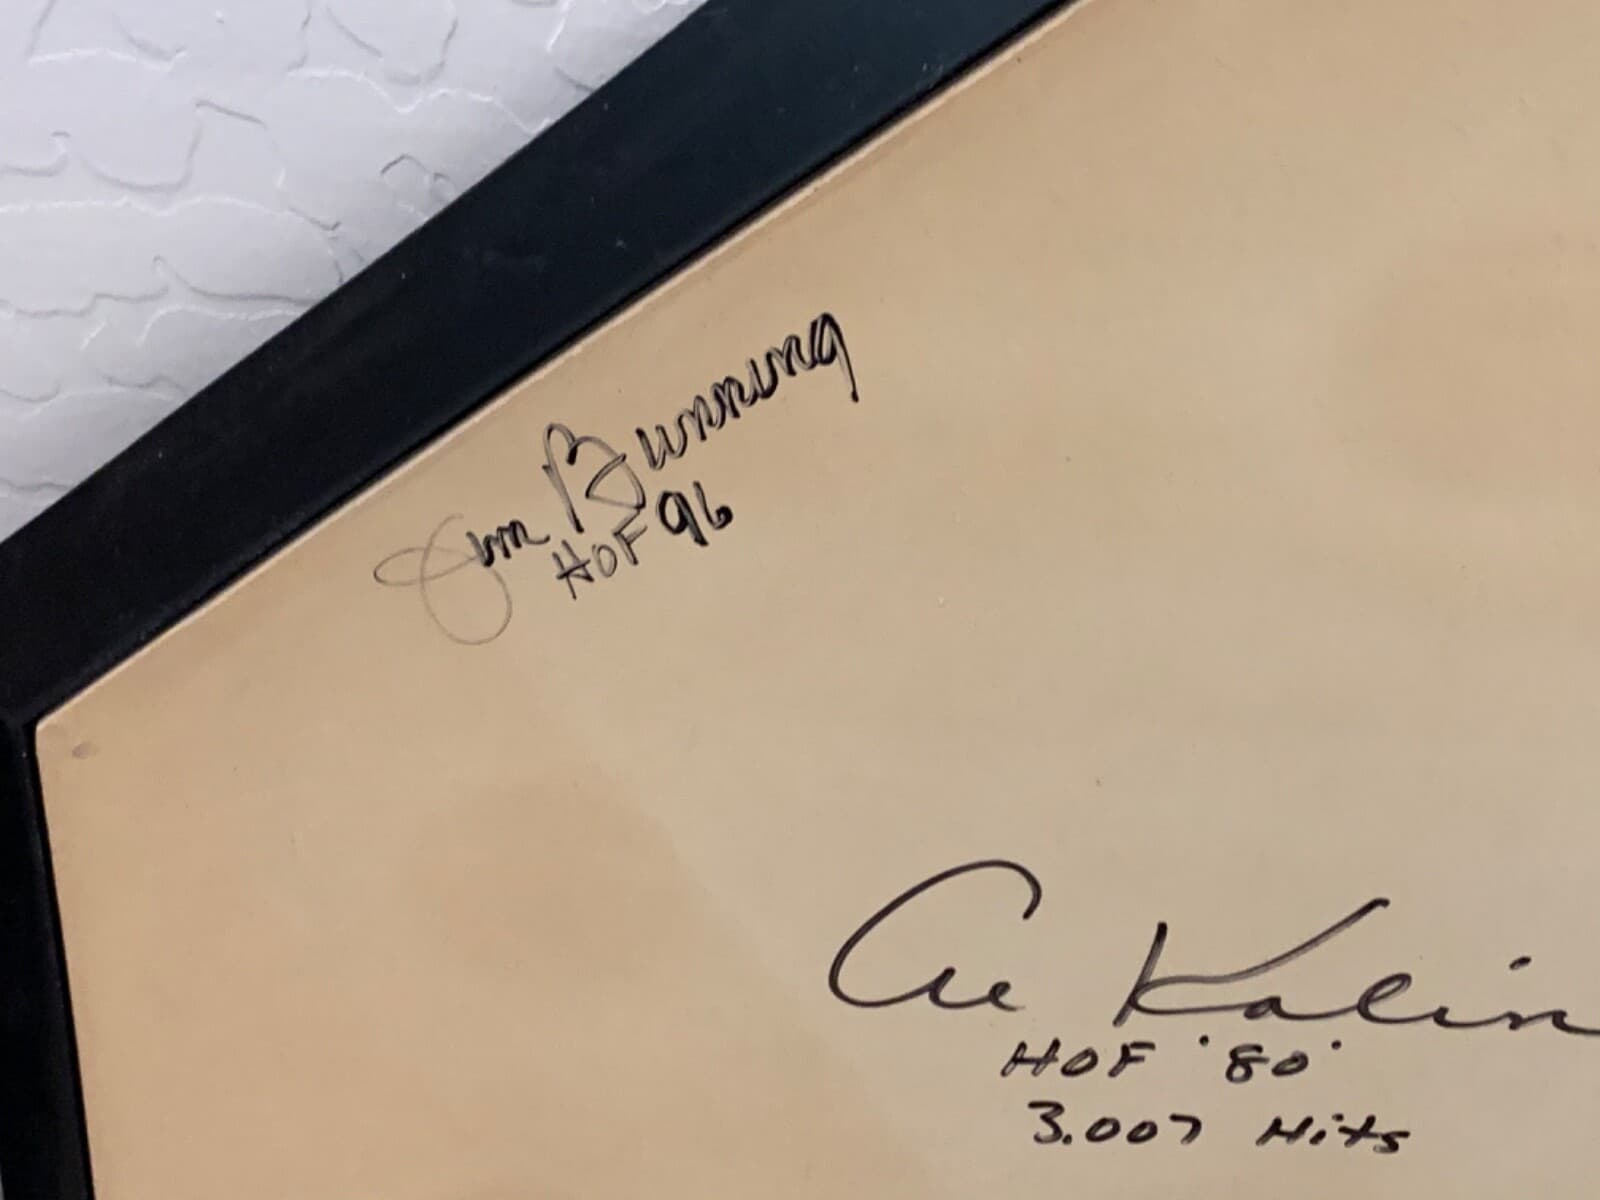 Jim Bunning
HOF 96
Al Kalin
HOF '80'
3.007 Hits